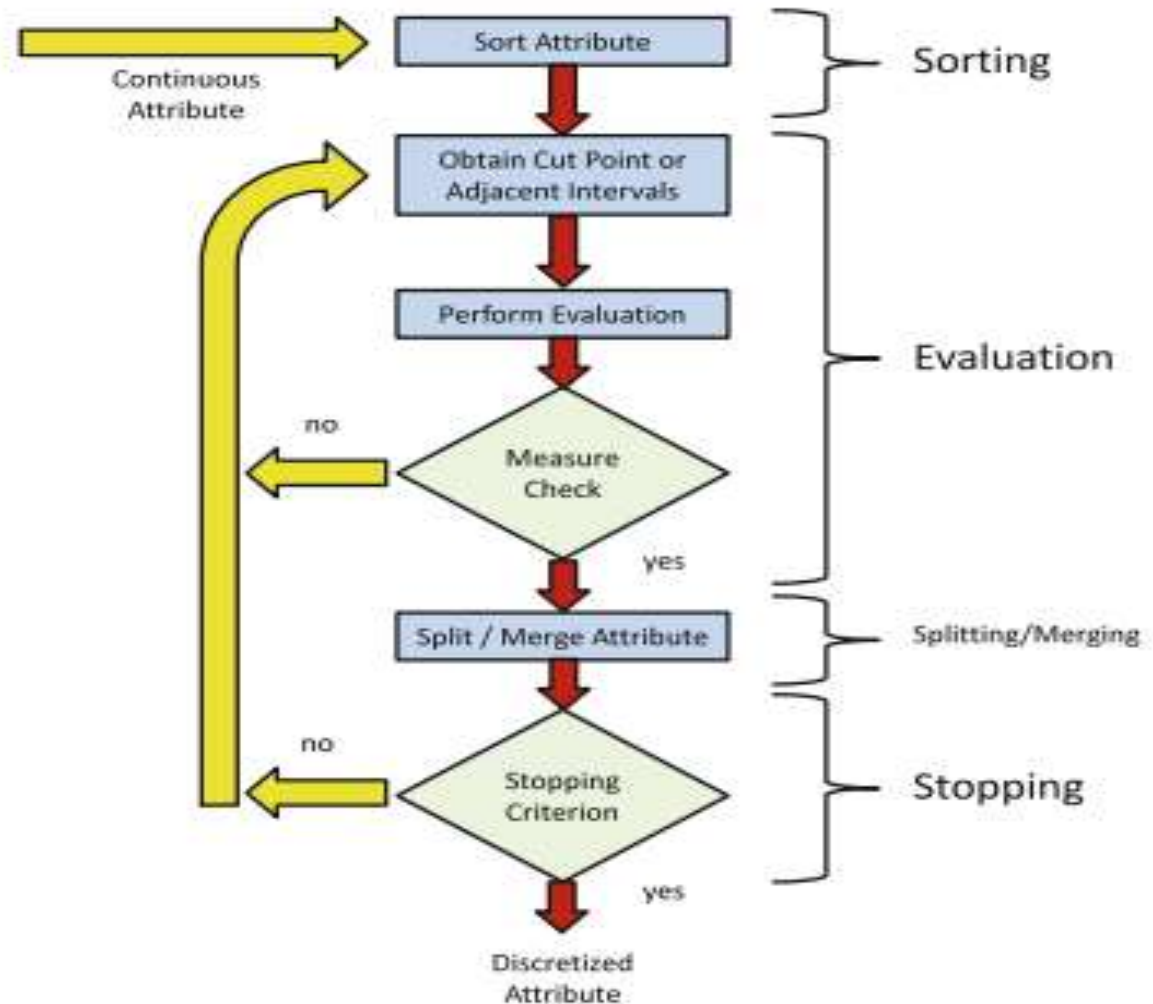 Sort Attribute
Sorting
Continuous
Attribute
Obtain Cut Point or
Adjacent Intervals
Perform Evaluation
Evaluation
no
Measure
Check
yes
Split / Merge Attribute
Splitting/Merging
no
Stopping
Criterion
Stopping
yes
Discretized
Attribute